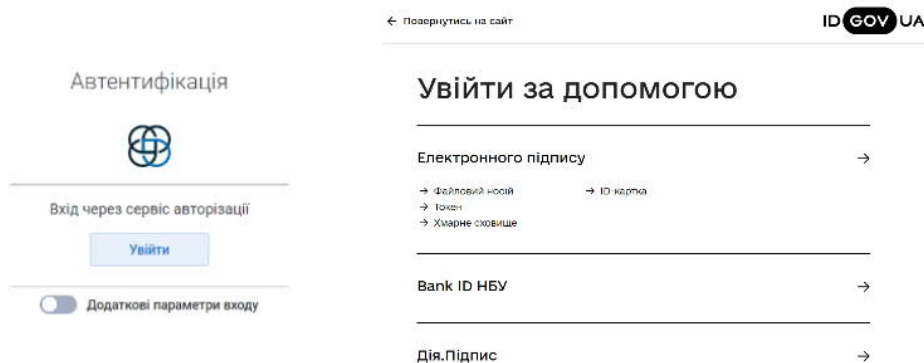 Автентифікація
Вхід через сервіс авторізації
Увійти
Додаткові параметри входу
← Повернутись на сайт
ID GOV UA
Увійти за допомогою
Електронного підпису →
→ Файловий носій → ID-картка
→ Токен
→ Хмарне сховище
Bank ID НБУ →
Дія.Підпис →